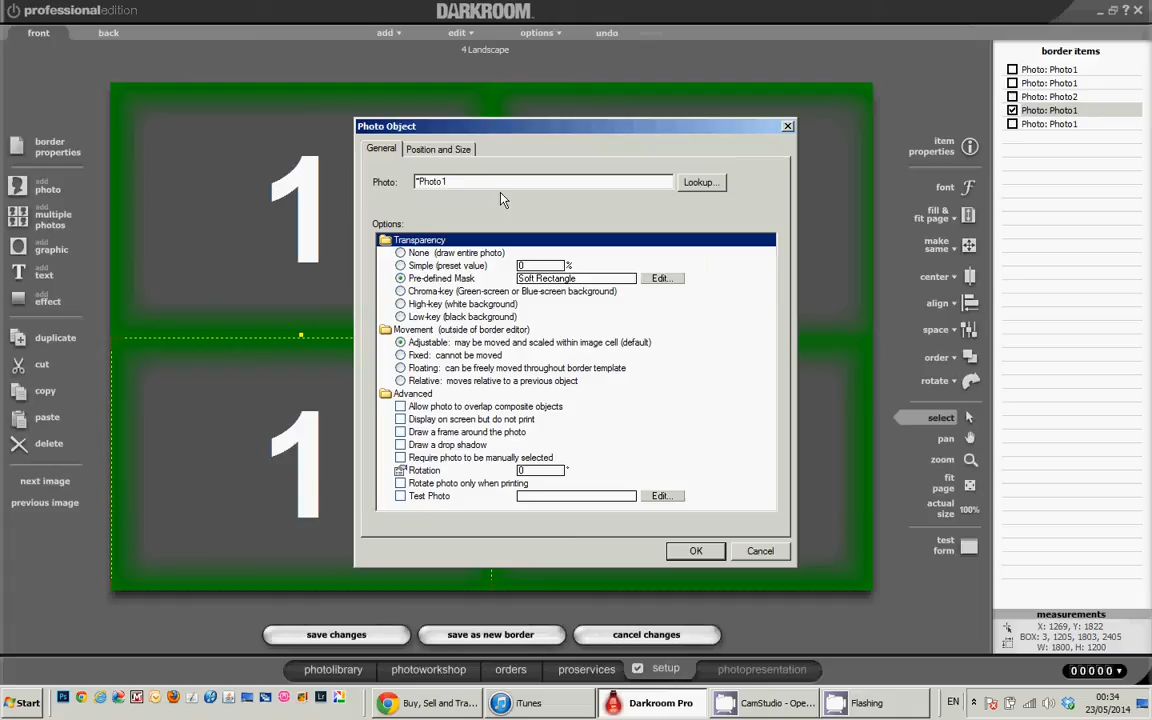 professionaledition
DARKROOM
front
back
add
edit
options
undo
4 Landscape
border items
Photo: Photo1
Photo: Photo1
Photo: Photo2
Photo: Photo1
Photo: Photo1
border
properties
add
photo
add
multiple
photos
add
graphic
add
text
add
effect
duplicate
cut
copy
paste
delete
next image
previous image
1
1
Photo Object
General
Position and Size
Photo:
*Photo1
Lookup...
Options:
Transparency
None (draw entire photo)
Simple (preset value)
0
%
Pre-defined Mask
Soft Rectangle
Edit...
Chroma-key (Green-screen or Blue-screen background)
High-key (white background)
Low-key (black background)
Movement (outside of border editor)
Adjustable: may be moved and scaled within image cell (default)
Fixed: cannot be moved
Floating: can be freely moved throughout border template
Relative: moves relative to a previous object
Advanced
Allow photo to overlap composite objects
Display on screen but do not print
Draw a frame around the photo
Draw a drop shadow
Require photo to be manually selected
Rotation
0
°
Rotate photo only when printing
Test Photo
Edit...
OK
Cancel
item
properties
font
fill &
fit page
make
same
center
align
space
order
rotate
select
pan
zoom
fit
page
actual
size
100%
test
form
measurements
X: 1269, Y: 1822
BOX: 3, 1205, 1803, 2405
W: 1800, H: 1200
save changes
save as new border
cancel changes
photolibrary
photoworkshop
orders
proservices
setup
photopresentation
00000
Start
Buy, Sell and Tra...
iTunes
Darkroom Pro
CamStudio - Ope...
Flashing
EN
00:34
23/05/2014